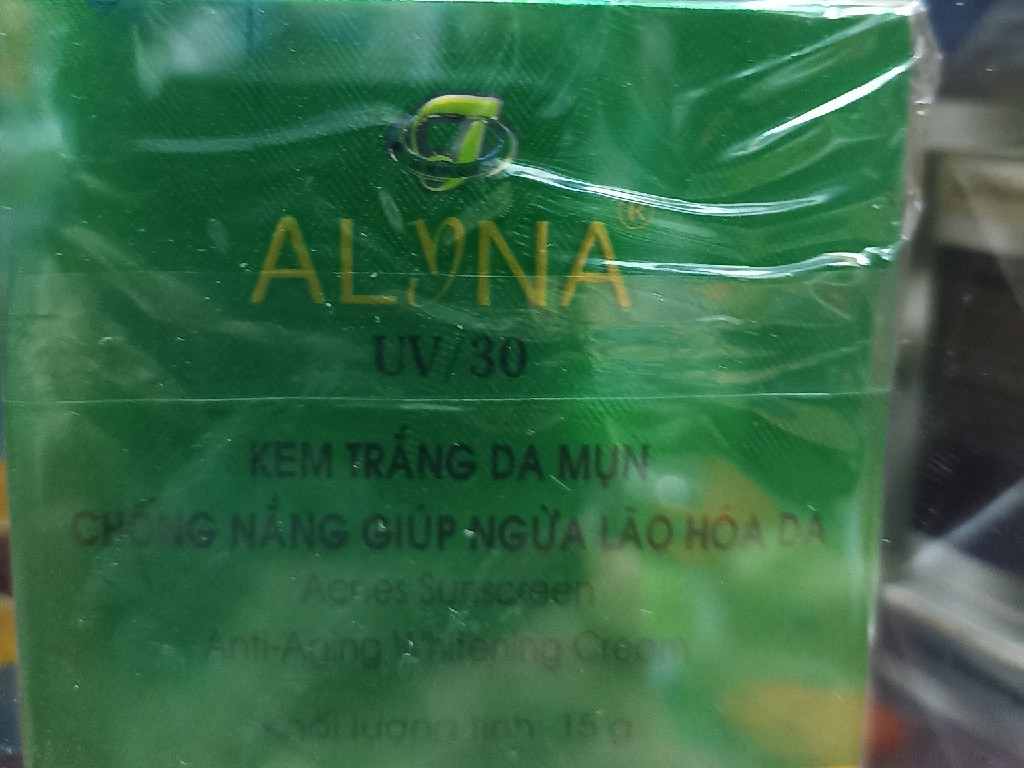 ALYNA®
UV/30
KEM TRẮNG DA MỤN
CHỐNG NẮNG GIÚP NGỪA LÃO HÓA DA
Acnes Sunscreen
Anti-Aging Whitening Cream
Khối lượng tịnh: 15 g